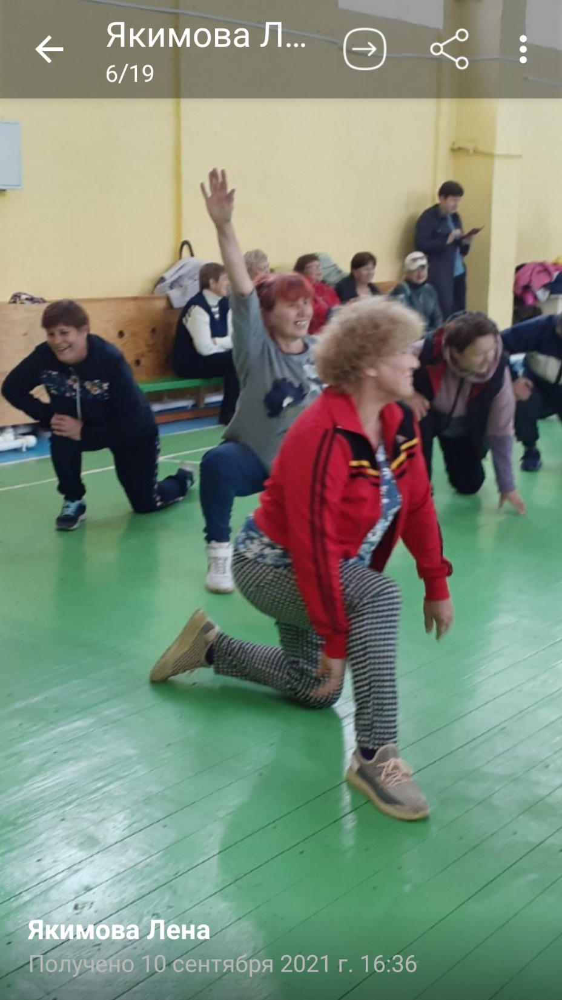 Якимова Л...
6/19
Якимова Лена
Получено 10 сентября 2021 г. 16:36